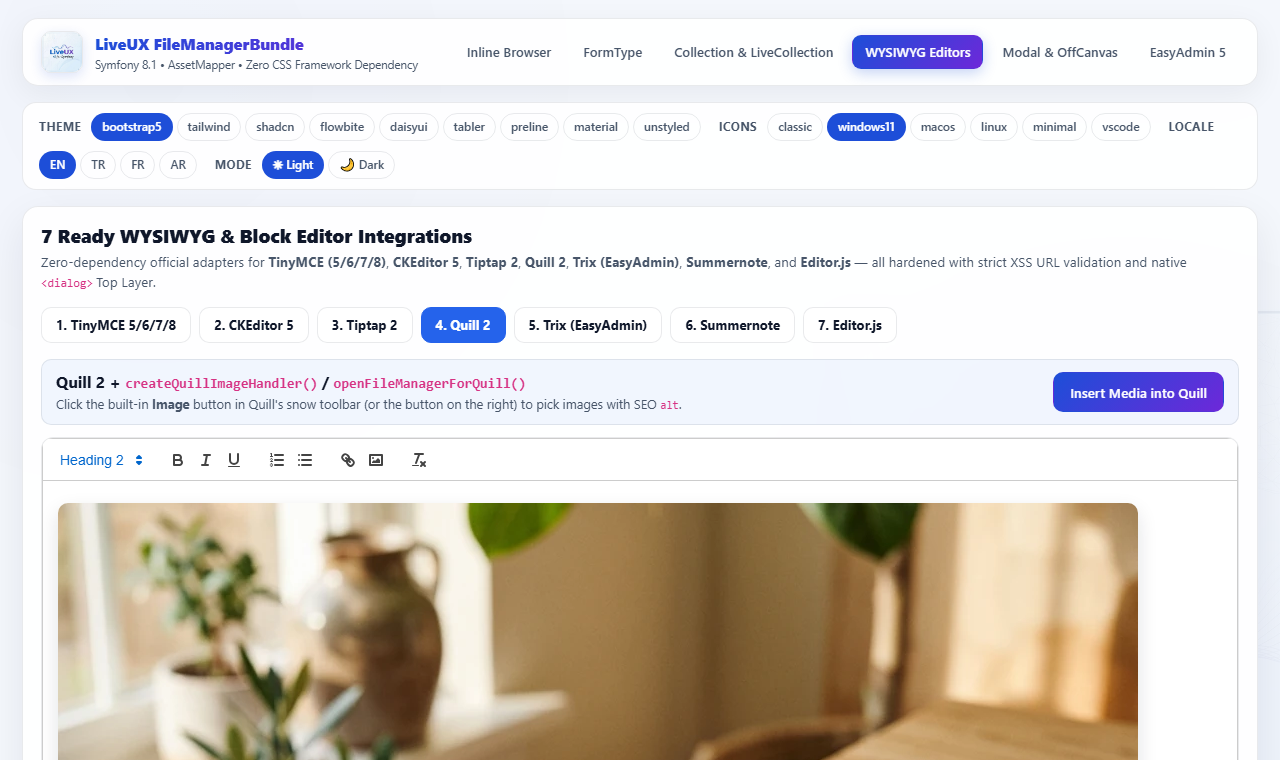 LiveUX FileManagerBundle
Symfony 8.1 • AssetMapper • Zero CSS Framework Dependency
Inline Browser FormType Collection & LiveCollection WYSIWYG Editors Modal & OffCanvas EasyAdmin 5
THEME bootstrap5 tailwind shadcn flowbite daisyui tabler preline material unstyled ICONS classic windows11 macos linux minimal vscode LOCALE
EN TR FR AR MODE Light Dark
7 Ready WYSIWYG & Block Editor Integrations
Zero-dependency official adapters for TinyMCE (5/6/7/8), CKEditor 5, Tiptap 2, Quill 2, Trix (EasyAdmin), Summernote, and Editor.js — all hardened with strict XSS URL validation and native
<dialog> Top Layer.
1. TinyMCE 5/6/7/8 2. CKEditor 5 3. Tiptap 2 4. Quill 2 5. Trix (EasyAdmin) 6. Summernote 7. Editor.js
Quill 2 + createQuillImageHandler() / openFileManagerForQuill()
Click the built-in Image button in Quill's snow toolbar (or the button on the right) to pick images with SEO alt.
Insert Media into Quill
Heading 2